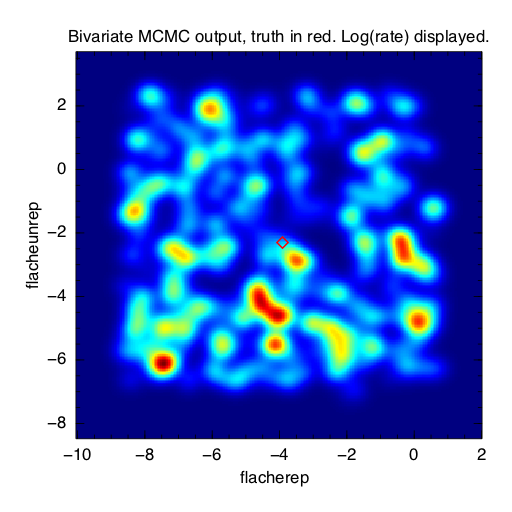 Bivariate MCMC output, truth in red. Log(rate) displayed.
2
0
−2
−4
−6
−8
flacheunrep
−10 −8 −6 −4 −2 0 2
flacherep